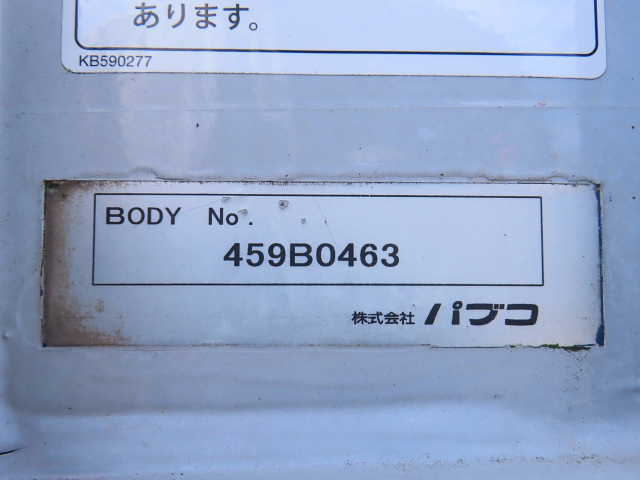 あります。
KB590277
BODY No.
459B0463
株式会社 パブコ